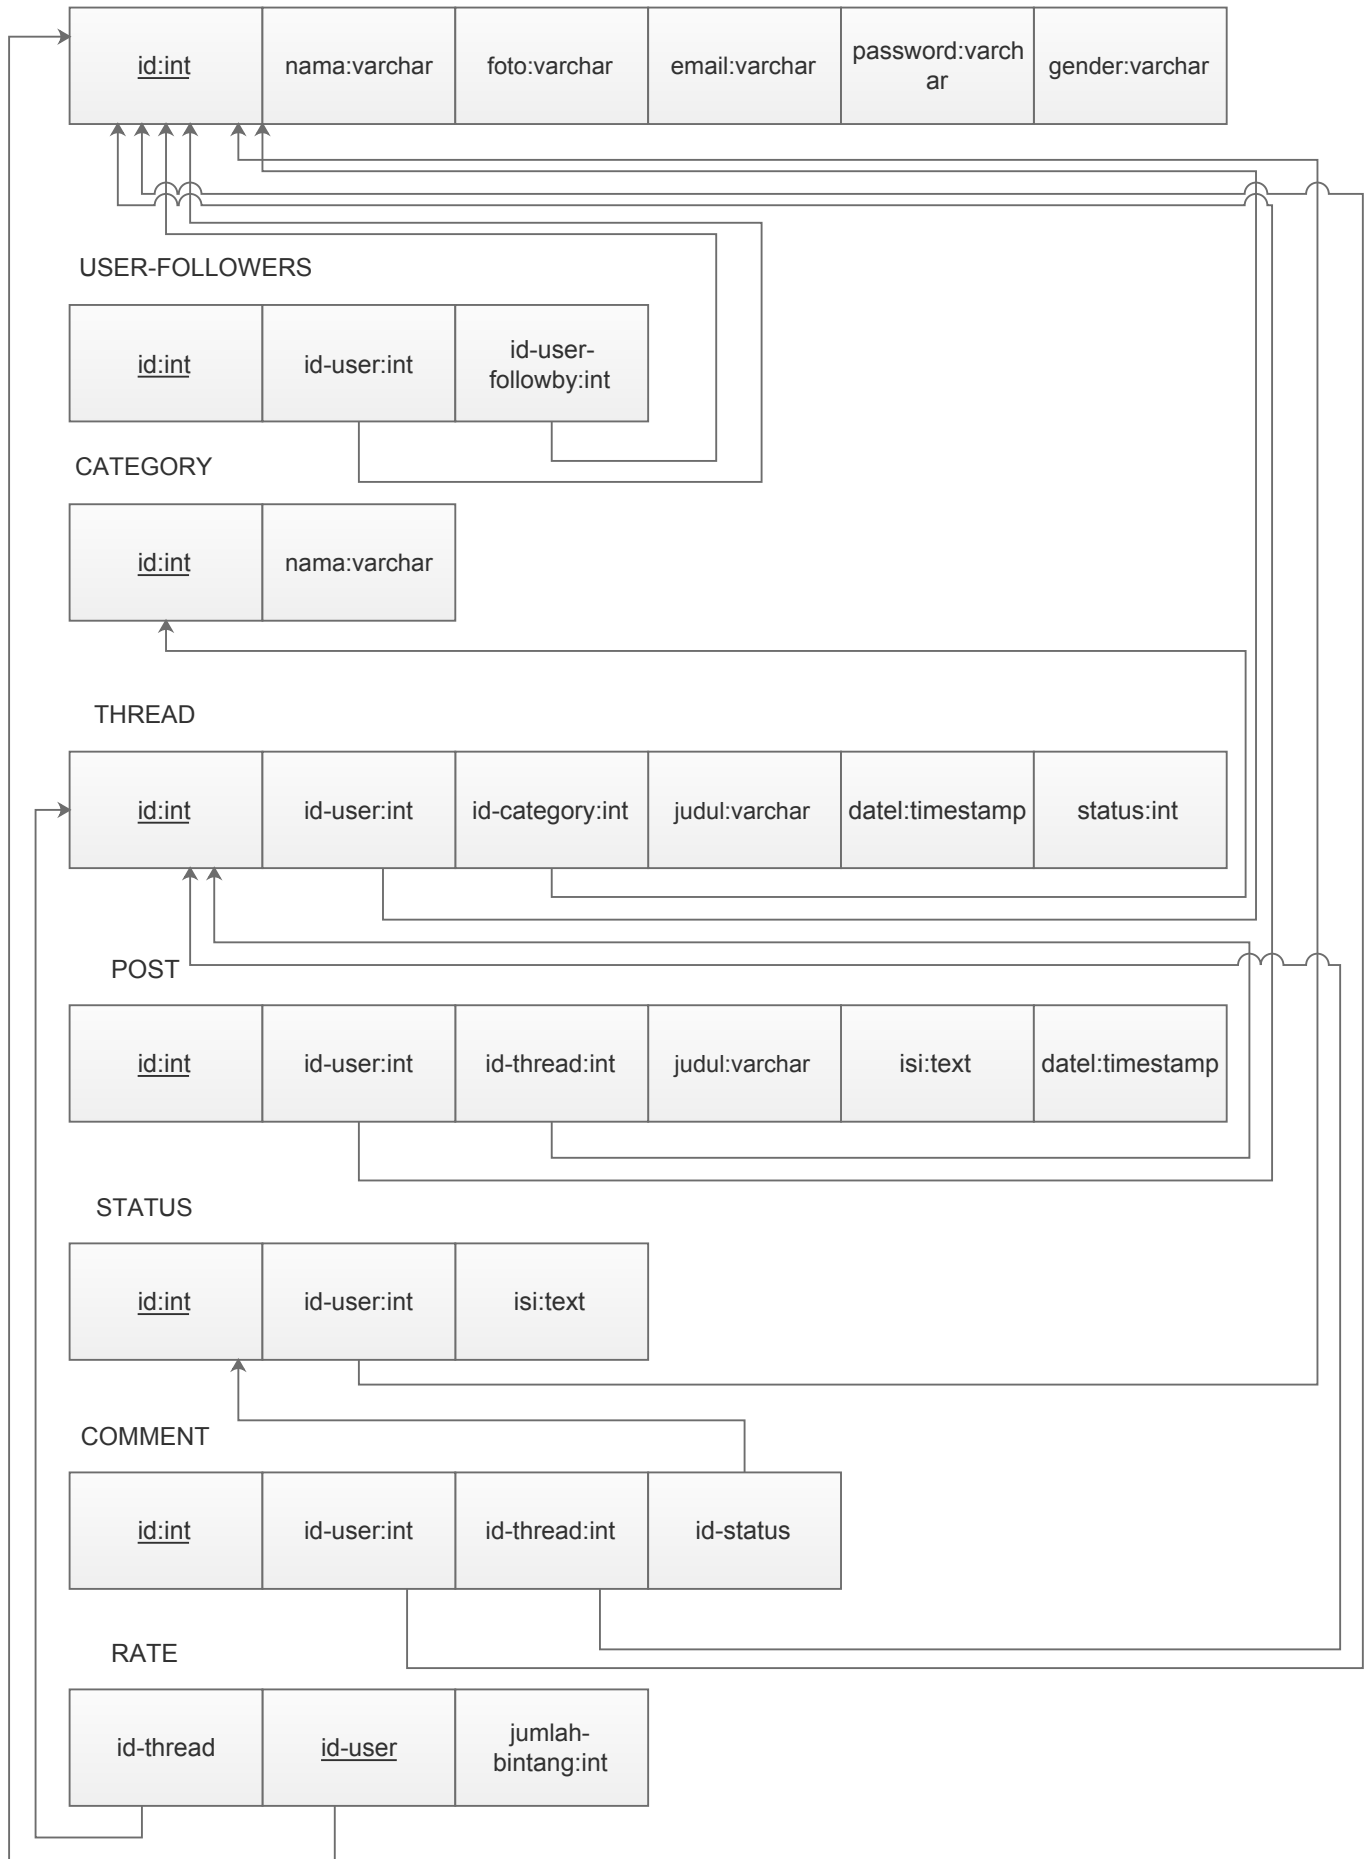 id:int nama:varchar foto:varchar email:varchar password:varch gender:varchar
ar
USER-FOLLOWERS
id:int id-user:int id-user-
followby:int
CATEGORY
id:int nama:varchar
THREAD
id:int id-user:int id-category:int judul:varchar datel:timestamp status:int
POST
id:int id-user:int id-thread:int judul:varchar isi:text datel:timestamp
STATUS
id:int id-user:int isi:text
COMMENT
id:int id-user:int id-thread:int id-status
RATE
id-thread id-user jumlah-
bintang:int